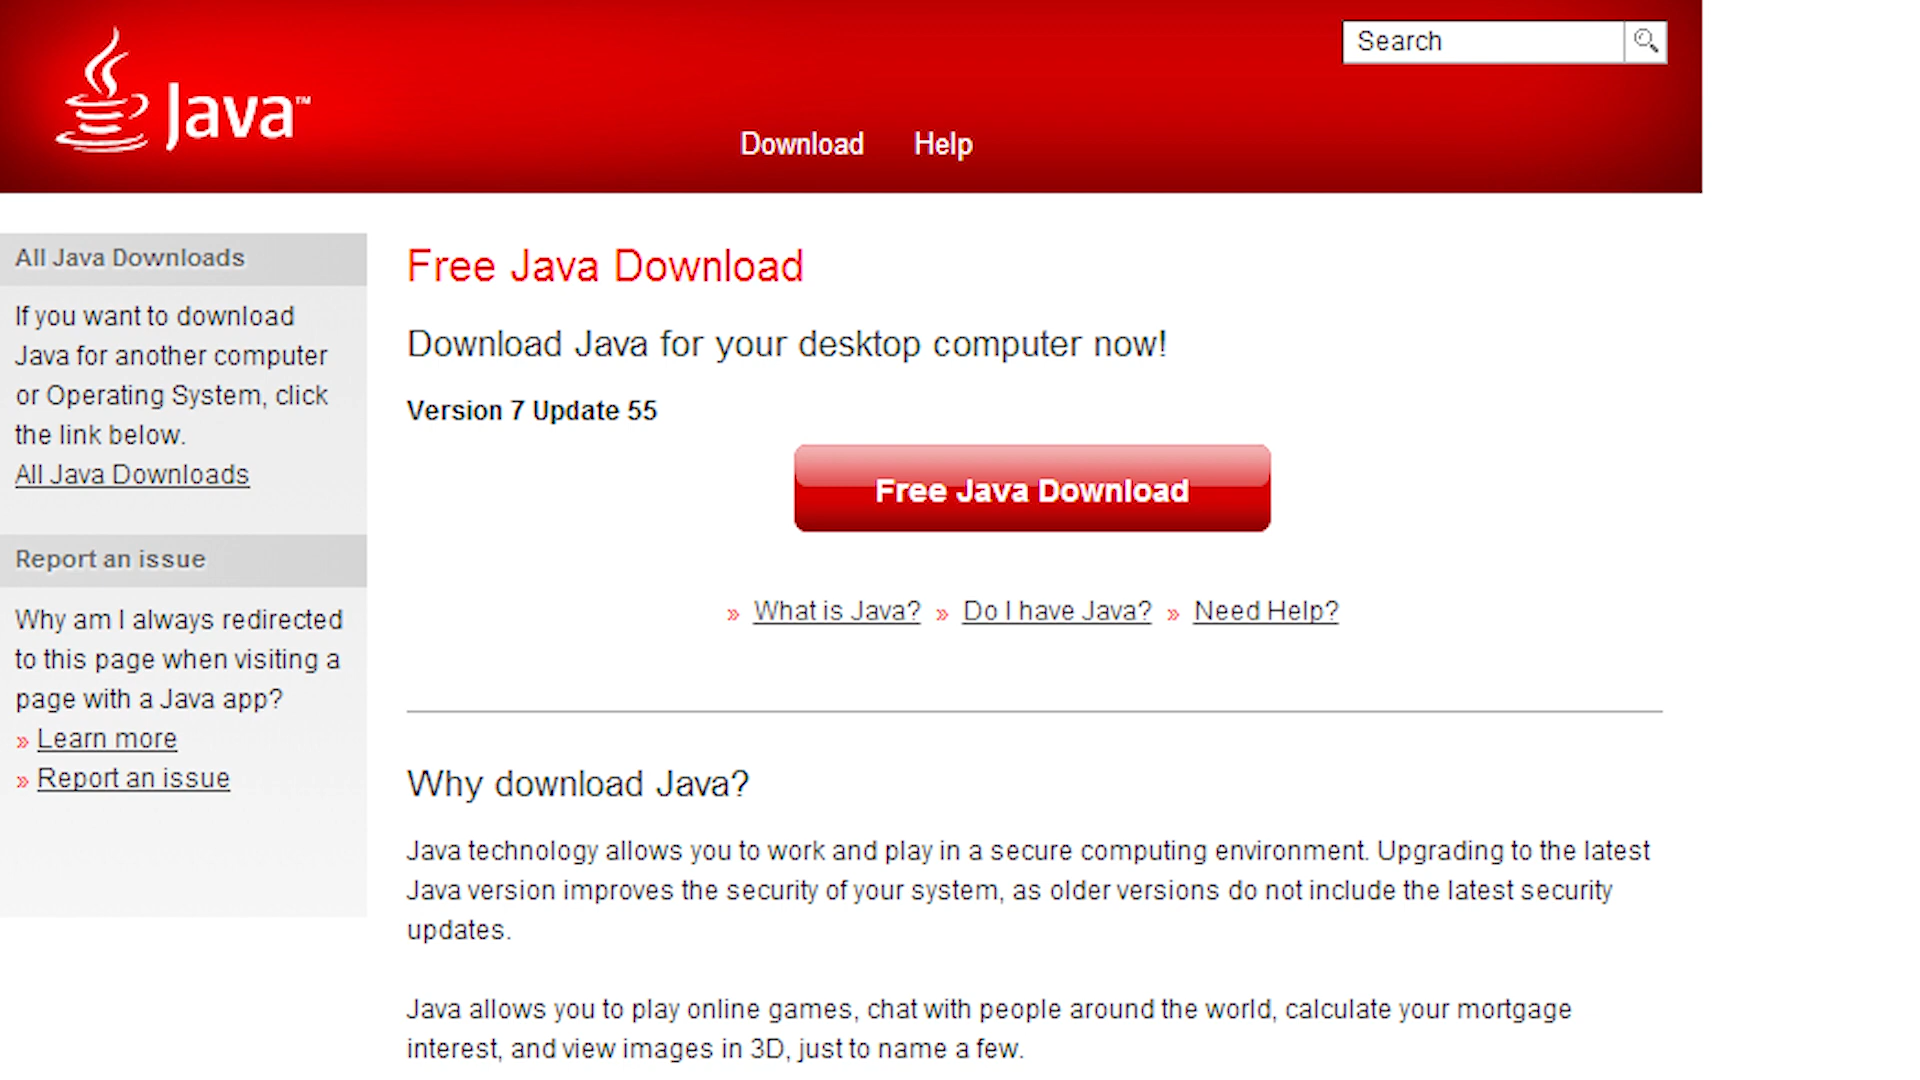 Search
Java™
Download Help
All Java Downloads
If you want to download
Java for another computer
or Operating System, click
the link below.
All Java Downloads
Report an issue
Why am I always redirected
to this page when visiting a
page with a Java app?
» Learn more
» Report an issue
Free Java Download
Download Java for your desktop computer now!
Version 7 Update 55
Free Java Download
» What is Java? » Do I have Java? » Need Help?
Why download Java?
Java technology allows you to work and play in a secure computing environment. Upgrading to the latest
Java version improves the security of your system, as older versions do not include the latest security
updates.
Java allows you to play online games, chat with people around the world, calculate your mortgage
interest, and view images in 3D, just to name a few.